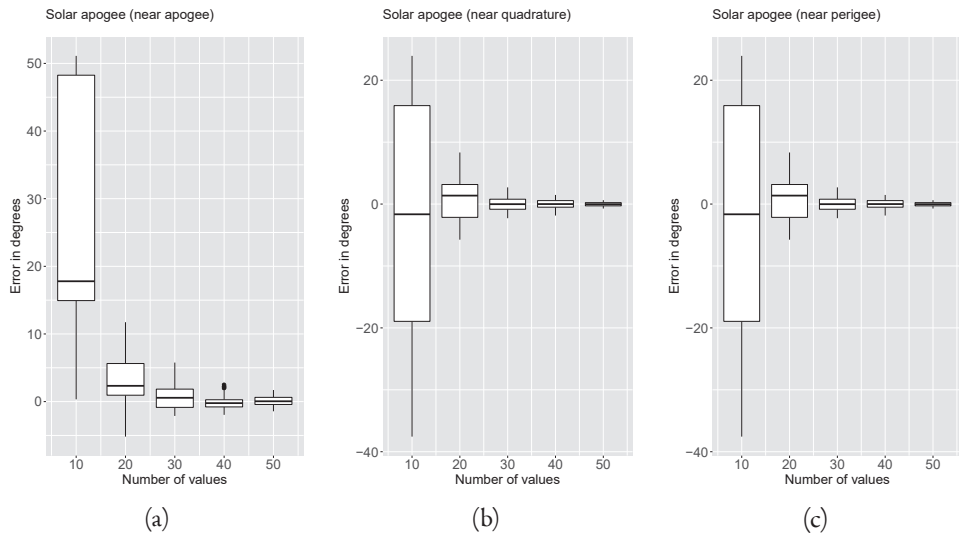 Solar apogee (near apogee)
50
40
30
20
10
0
Error in degrees
10 20 30 40 50
Number of values
(a)
Solar apogee (near quadrature)
20
0
−20
−40
Error in degrees
10 20 30 40 50
Number of values
(b)
Solar apogee (near perigee)
20
0
−20
−40
Error in degrees
10 20 30 40 50
Number of values
(c)